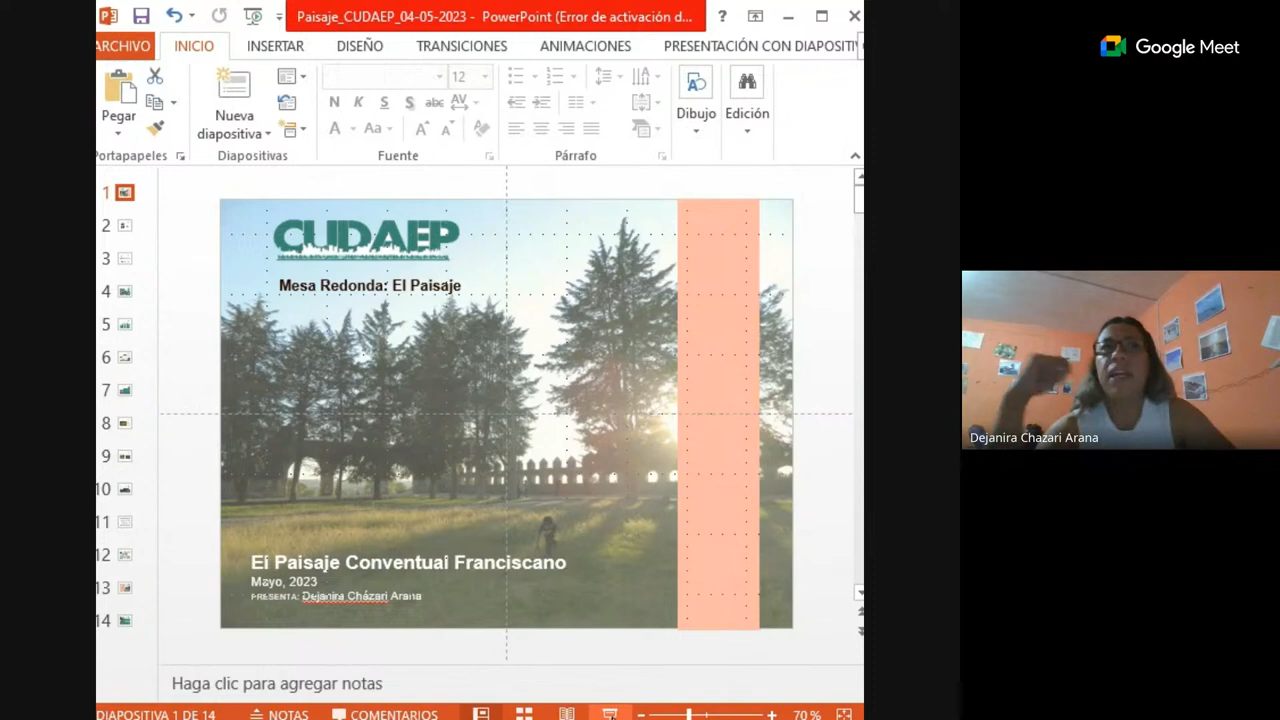 Paisaje_CUDAEP_04-05-2023 - PowerPoint (Error de activación d...
?
ARCHIVO INICIO INSERTAR DISEÑO TRANSICIONES ANIMACIONES PRESENTACIÓN CON DIAPOSITI
Google Meet
12
Pegar
Nueva
diapositiva
N K S S abc AV
A Aa A A
Dibujo
Edición
Portapapeles Diapositivas Fuente Párrafo
1
2
3
4
5
6
7
8
9
10
11
12
13
14
CUDAEP
Mesa Redonda: El Paisaje
El Paisaje Conventual Franciscano
Mayo, 2023
PRESENTA: Dejanira Cházari Arana
Dejanira Chazari Arana
Haga clic para agregar notas
DIAPOSITIVA 1 DE 14 NOTAS COMENTARIOS 70 %